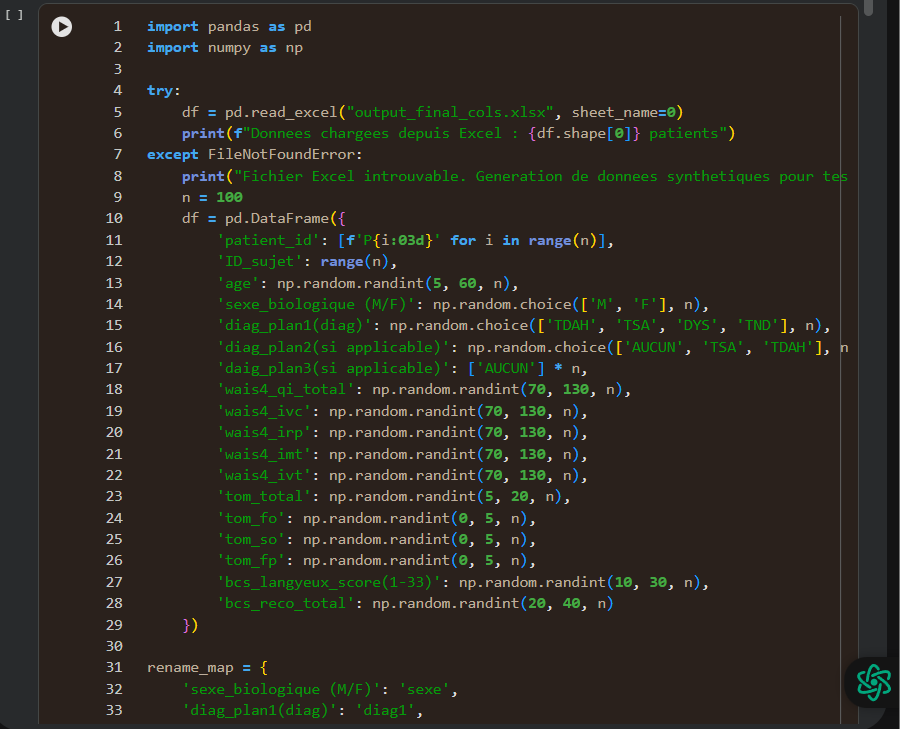 [ ]
1 import pandas as pd
2 import numpy as np
3
4 try:
5     df = pd.read_excel("output_final_cols.xlsx", sheet_name=0)
6     print(f"Donnees chargees depuis Excel : {df.shape[0]} patients")
7 except FileNotFoundError:
8     print("Fichier Excel introuvable. Generation de donnees synthetiques pour tes
9     n = 100
10     df = pd.DataFrame({
11         'patient_id': [f'P{i:03d}' for i in range(n)],
12         'ID_sujet': range(n),
13         'age': np.random.randint(5, 60, n),
14         'sexe_biologique (M/F)': np.random.choice(['M', 'F'], n),
15         'diag_plan1(diag)': np.random.choice(['TDAH', 'TSA', 'DYS', 'TND'], n),
16         'diag_plan2(si applicable)': np.random.choice(['AUCUN', 'TSA', 'TDAH'], n
17         'daig_plan3(si applicable)': ['AUCUN'] * n,
18         'wais4_qi_total': np.random.randint(70, 130, n),
19         'wais4_ivc': np.random.randint(70, 130, n),
20         'wais4_irp': np.random.randint(70, 130, n),
21         'wais4_imt': np.random.randint(70, 130, n),
22         'wais4_ivt': np.random.randint(70, 130, n),
23         'tom_total': np.random.randint(5, 20, n),
24         'tom_fo': np.random.randint(0, 5, n),
25         'tom_so': np.random.randint(0, 5, n),
26         'tom_fp': np.random.randint(0, 5, n),
27         'bcs_langyeux_score(1-33)': np.random.randint(10, 30, n),
28         'bcs_reco_total': np.random.randint(20, 40, n)
29     })
30
31 rename_map = {
32     'sexe_biologique (M/F)': 'sexe',
33     'diag_plan1(diag)': 'diag1',